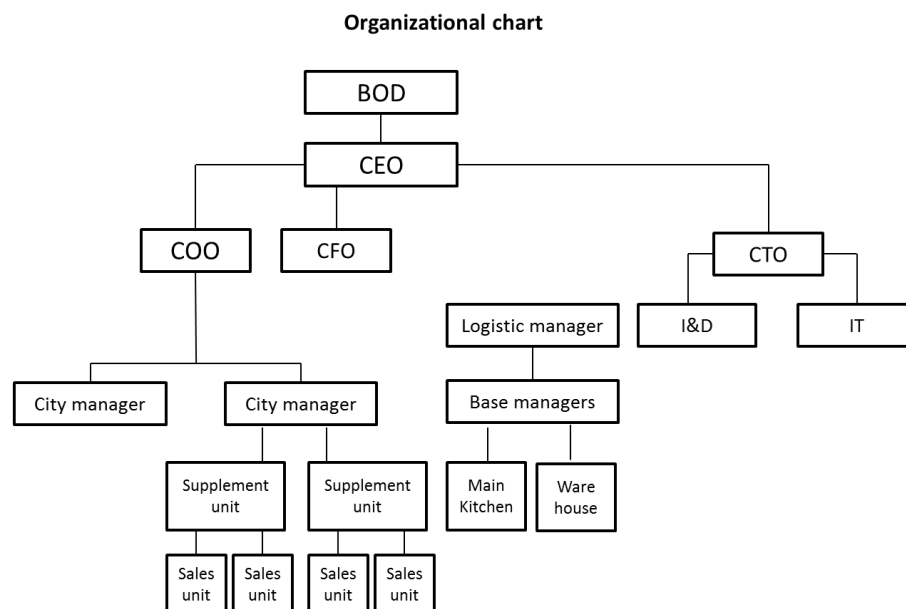 Organizational chart
BOD
CEO
COO
CFO
CTO
Logistic manager
I&D
IT
City manager
City manager
Base managers
Supplement
unit
Supplement
unit
Main
Kitchen
Ware
house
Sales
unit
Sales
unit
Sales
unit
Sales
unit